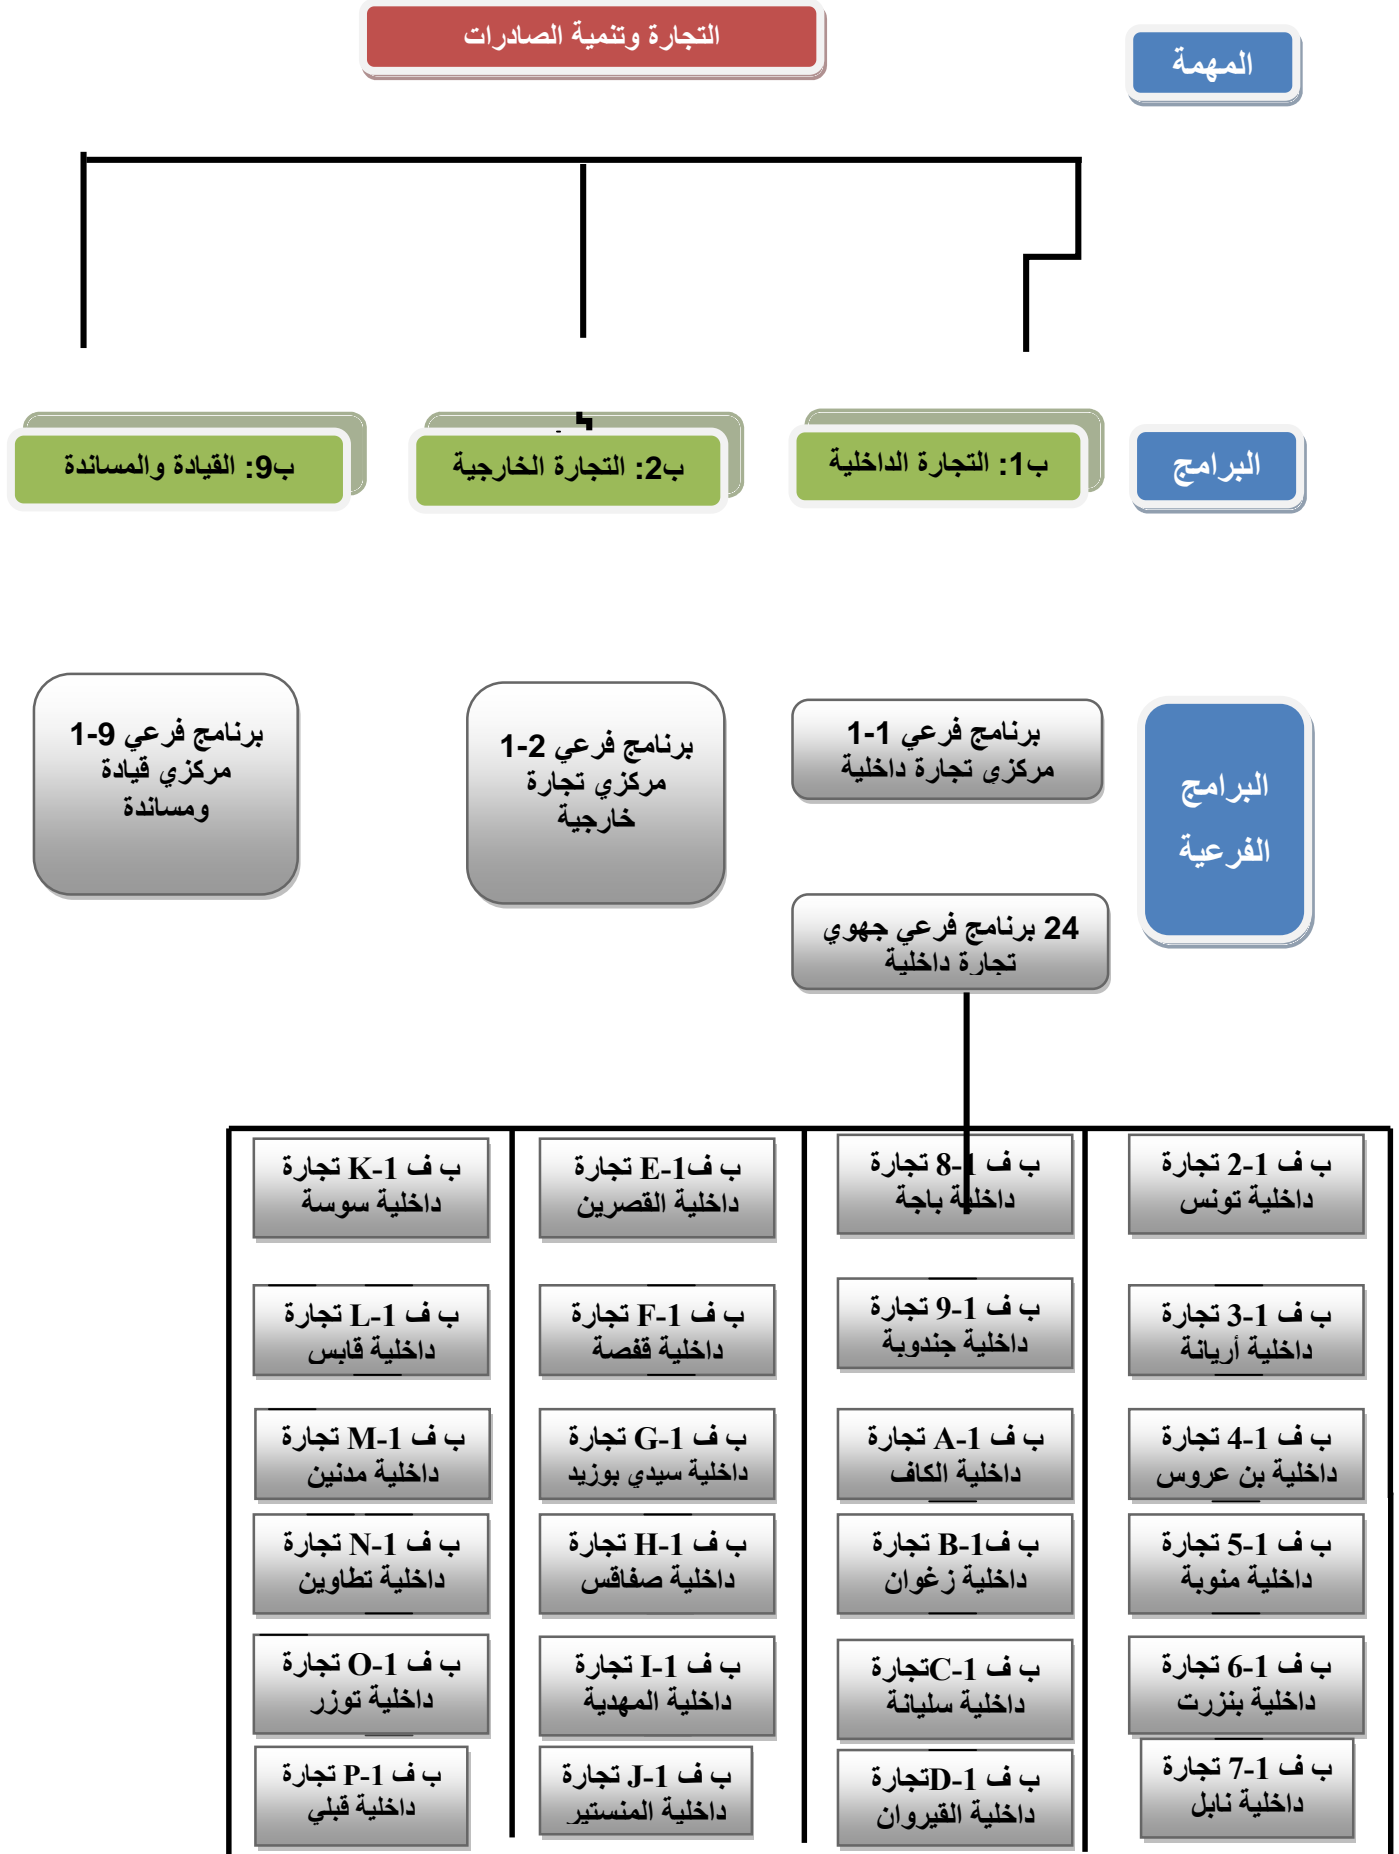 التجارة وتنمية الصادرات
المهمة
البرامج
ب1: التجارة الداخلية
ب2: التجارة الخارجية
ب9: القيادة والمساندة
البرامج
الفرعية
برنامج فرعي 1-1
مركزي تجارة داخلية
برنامج فرعي 2-1
مركزي تجارة
خارجية
برنامج فرعي 9-1
مركزي قيادة
ومساندة
24 برنامج فرعي جهوي
تجارة داخلية
ب ف 1-2 تجارة
داخلية تونس
ب ف 1-8 تجارة
داخلية باجة
ب ف1-E تجارة
داخلية القصرين
ب ف 1-K تجارة
داخلية سوسة
ب ف 1-3 تجارة
داخلية أريانة
ب ف 1-9 تجارة
داخلية جندوبة
ب ف 1-F تجارة
داخلية قفصة
ب ف 1-L تجارة
داخلية قابس
ب ف 1-4 تجارة
داخلية بن عروس
ب ف 1-A تجارة
داخلية الكاف
ب ف 1-G تجارة
داخلية سيدي بوزيد
ب ف 1-M تجارة
داخلية مدنين
ب ف 1-5 تجارة
داخلية منوبة
ب ف1-B تجارة
داخلية زغوان
ب ف 1-H تجارة
داخلية صفاقس
ب ف 1-N تجارة
داخلية تطاوين
ب ف 1-6 تجارة
داخلية بنزرت
ب ف 1-Cتجارة
داخلية سليانة
ب ف 1-I تجارة
داخلية المهدية
ب ف 1-O تجارة
داخلية توزر
ب ف 1-7 تجارة
داخلية نابل
ب ف 1-Dتجارة
داخلية القيروان
ب ف 1-J تجارة
داخلية المنستير
ب ف 1-P تجارة
داخلية قبلي